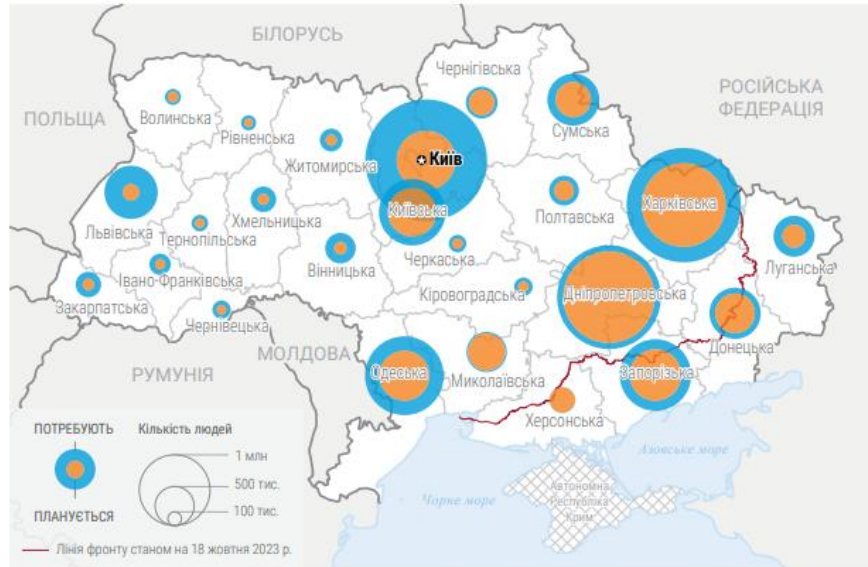 БІЛОРУСЬ
Чернігівська
РОСІЙСЬКА
ФЕДЕРАЦІЯ
ПОЛЬЩА
Волинська
Рівненська
Сумська
Житомирська
Київ
Львівська
Тернопільська
Хмельницька
Київська
Полтавська
Харківська
Вінницька
Черкаська
Луганська
Івано-Франківська
Закарпатська
Чернівецька
Кіровоградська
Дніпропетровська
Донецька
МОЛДОВА
РУМУНІЯ
Одеська
Миколаївська
Запорізька
Херсонська
Азовське море
Чорне море
Автономна
Республіка
Крим
ПОТРЕБУЮТЬ
ПЛАНУЄТЬСЯ
Кількість людей
1 млн
500 тис.
100 тис.
Лінія фронту станом на 18 жовтня 2023 р.